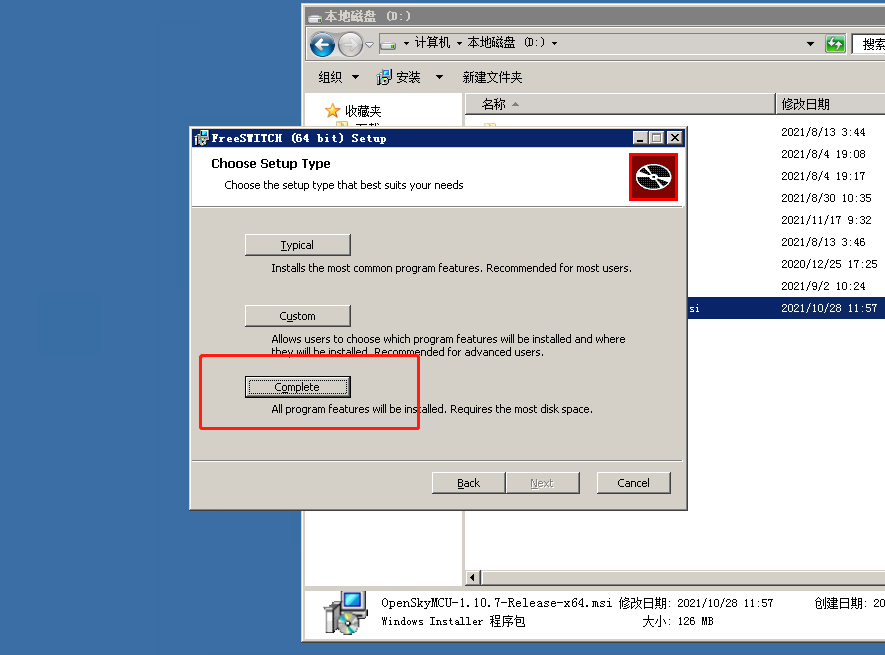 本地磁盘 (D:)
计算机 本地磁盘 (D:)
搜索
组织 安装 新建文件夹
收藏夹
名称 修改日期
2021/8/13 3:44
2021/8/4 19:08
2021/8/4 19:17
2021/8/30 10:35
2021/11/17 9:32
2021/8/13 3:46
2020/12/25 17:25
2021/9/2 10:24
si 2021/10/28 11:57
FreeSWITCH (64 bit) Setup
Choose Setup Type
Choose the setup type that best suits your needs
Typical
Installs the most common program features. Recommended for most users.
Custom
Allows users to choose which program features will be installed and where
they will be installed. Recommended for advanced users.
Complete
All program features will be installed. Requires the most disk space.
Back Next Cancel
OpenSkyMCU-1.10.7-Release-x64.msi 修改日期: 2021/10/28 11:57 创建日期: 20
Windows Installer 程序包 大小: 126 MB